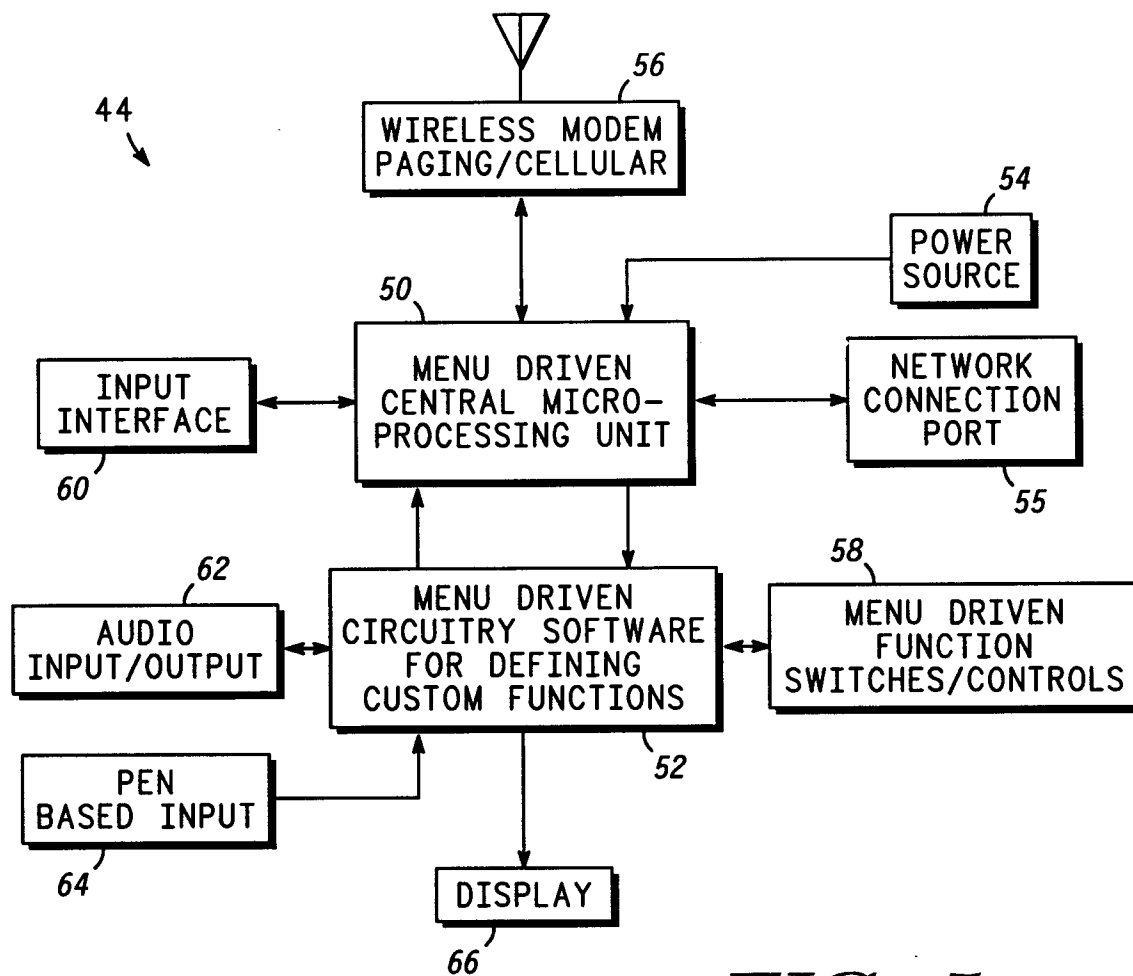 56
44
WIRELESS MODEM
PAGING/CELLULAR
54
POWER
SOURCE
50
MENU DRIVEN
CENTRAL MICRO-
PROCESSING UNIT
INPUT
INTERFACE
60
NETWORK
CONNECTION
PORT
55
62
AUDIO
INPUT/OUTPUT
MENU DRIVEN
CIRCUITRY SOFTWARE
FOR DEFINING
CUSTOM FUNCTIONS
52
58
MENU DRIVEN
FUNCTION
SWITCHES/CONTROLS
PEN
BASED INPUT
64
DISPLAY
66